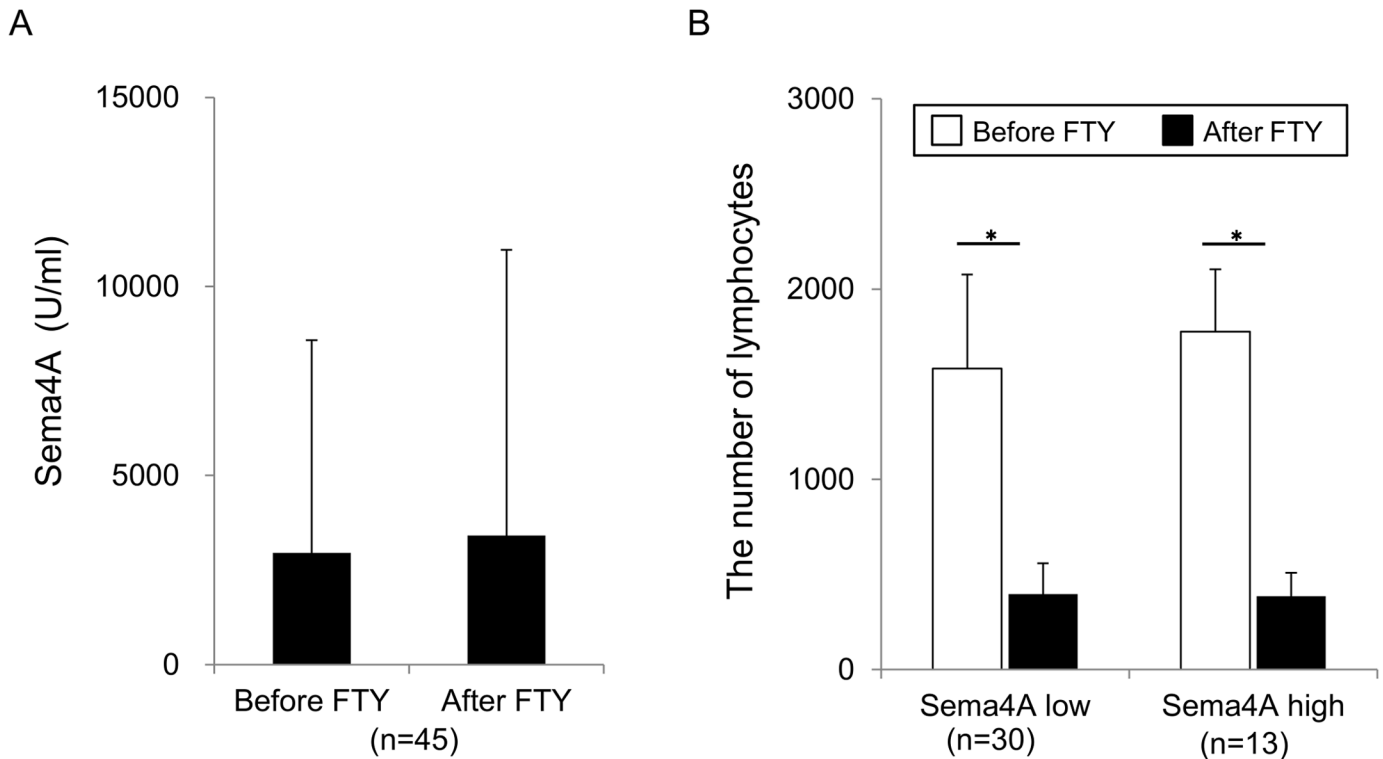 A
Sema4A (U/ml)
15000
10000
5000
0
Before FTY
After FTY
(n=45)
B
The number of lymphocytes
3000
2000
1000
0
Before FTY
After FTY
*
*
Sema4A low
(n=30)
Sema4A high
(n=13)